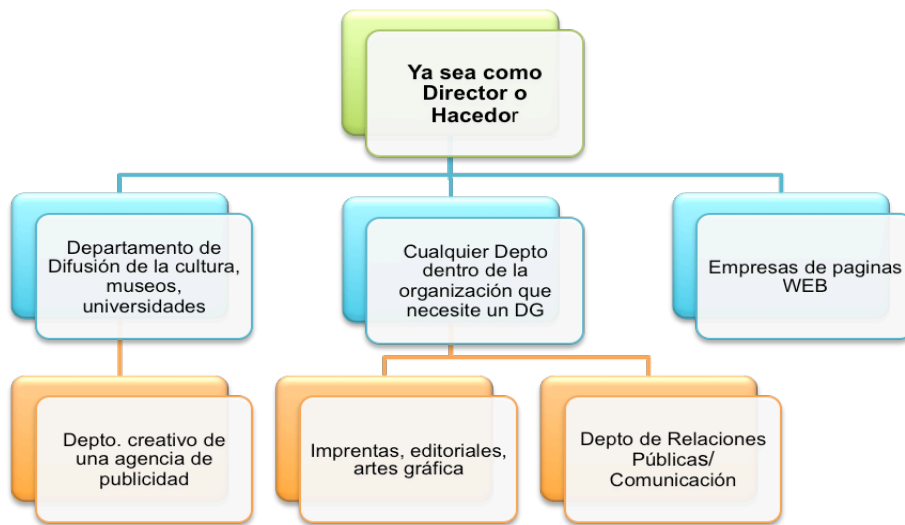 Ya sea como
Director o
Hacedor
Departamento de
Difusión de la cultura,
museos,
universidades
Cualquier Depto
dentro de la
organización que
necesite un DG
Empresas de paginas
WEB
Depto. creativo de
una agencia de
publicidad
Imprentas, editoriales,
artes gráfica
Depto de Relaciones
Públicas/
Comunicación